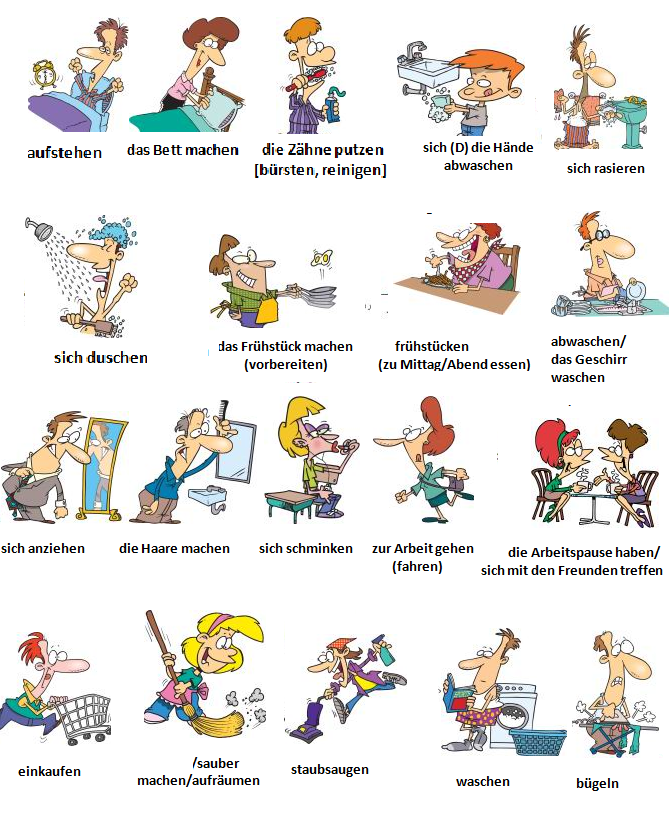 aufstehen
das Bett machen
die Zähne putzen
[bürsten, reinigen]
sich (D) die Hände
abwaschen
sich rasieren
sich duschen
das Frühstück machen
(vorbereiten)
frühstücken
(zu Mittag/Abend essen)
abwaschen/
das Geschirr
waschen
sich anziehen
die Haare machen
sich schminken
zur Arbeit gehen
(fahren)
die Arbeitspause haben/
sich mit den Freunden treffen
einkaufen
/sauber
machen/aufräumen
staubsaugen
waschen
bügeln